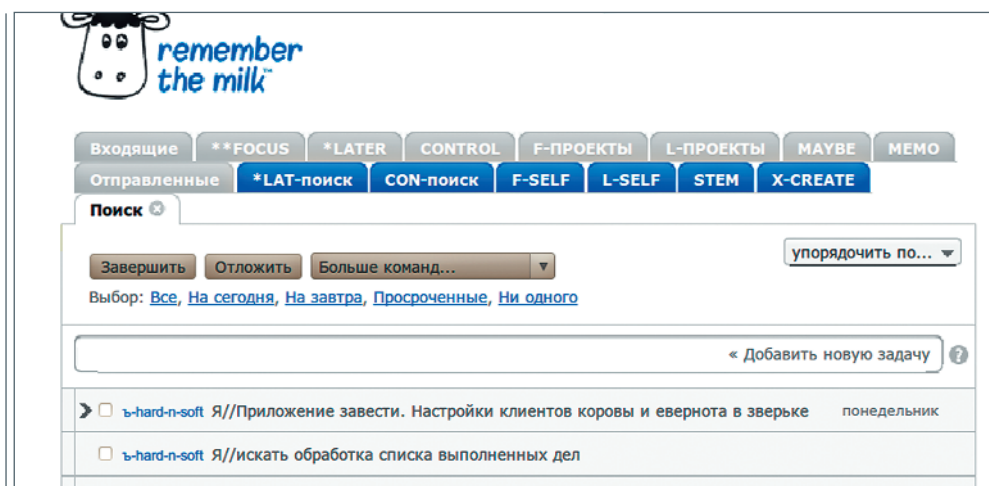 remember
the milk™
Входящие **FOCUS *LATER CONTROL F-ПРОЕКТЫ L-ПРОЕКТЫ MAYBE MEMO
Отправленные *LAT-поиск CON-поиск F-SELF L-SELF STEM X-CREATE
Поиск
упорядочить по...
Завершить Отложить Больше команд...
Выбор: Все, На сегодня, На завтра, Просроченные, Ни одного
« Добавить новую задачу ?
ъ-hard-n-soft Я//Приложение завести. Настройки клиентов коровы и евернота в зверьке понедельник
ъ-hard-n-soft Я//искать обработка списка выполненных дел